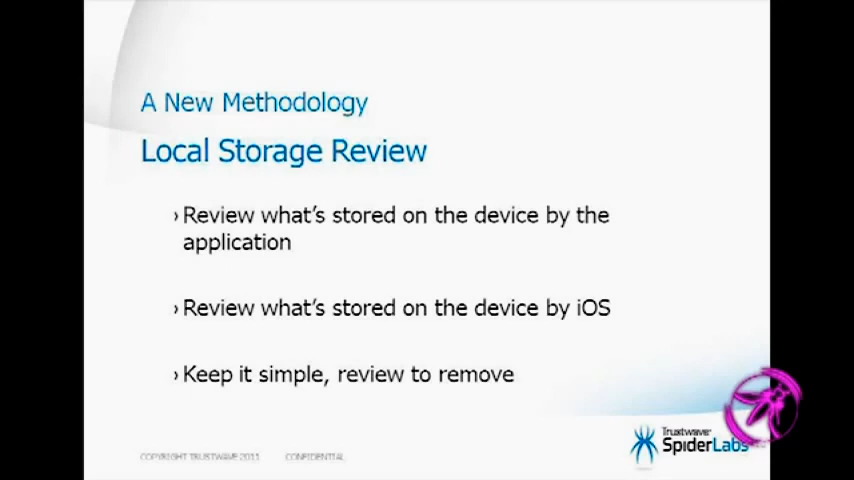 A New Methodology
Local Storage Review
› Review what's stored on the device by the
application
› Review what's stored on the device by iOS
› Keep it simple, review to remove
COPYRIGHT TRUSTWAVE 2011 CONFIDENTIAL
Trustwave®
SpiderLabs